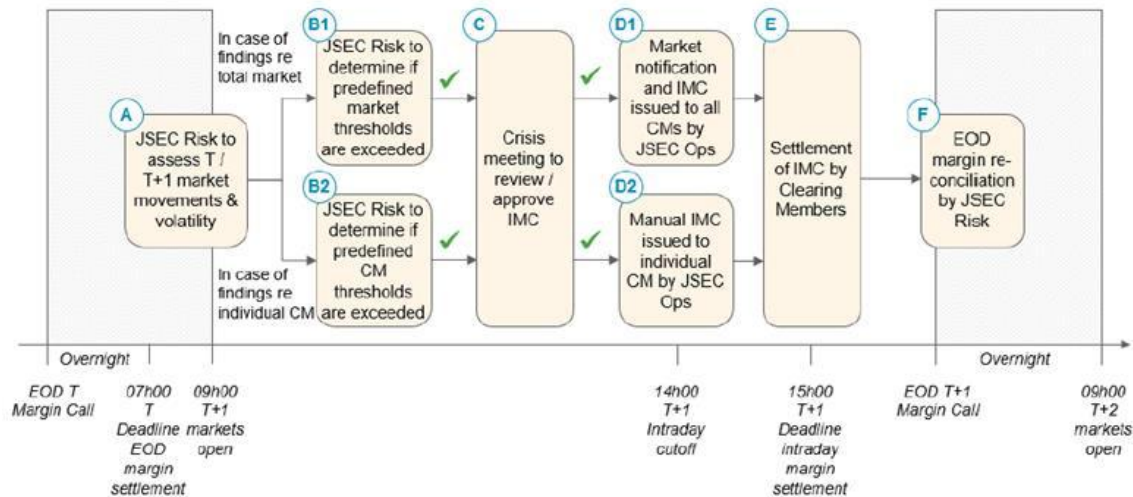 In case of
findings re
total market
B1
JSEC Risk to
determine if
predefined
market
thresholds
are exceeded
C
Crisis
meeting to
review /
approve IMC
D1
Market
notification
and IMC
issued to all
CMs by
JSEC Ops
E
Settlement
of IMC by
Clearing
Members
A
JSEC Risk to
assess T /
T+1 market
movements &
volatility
F
EOD
margin re-
conciliation
by JSEC
Risk
B2
JSEC Risk to
determine if
predefined
CM
thresholds
are exceeded
D2
Manual IMC
issued to
individual
CM by JSEC
Ops
In case of
findings re
individual CM
Overnight
Overnight
EOD T
Margin Call
07h00
T
Deadline
EOD
margin
settlement
09h00
T+1
markets
open
14h00
T+1
Intraday
cutoff
15h00
T+1
Deadline
intraday
margin
settlement
EOD T+1
Margin Call
09h00
T+2
markets
open